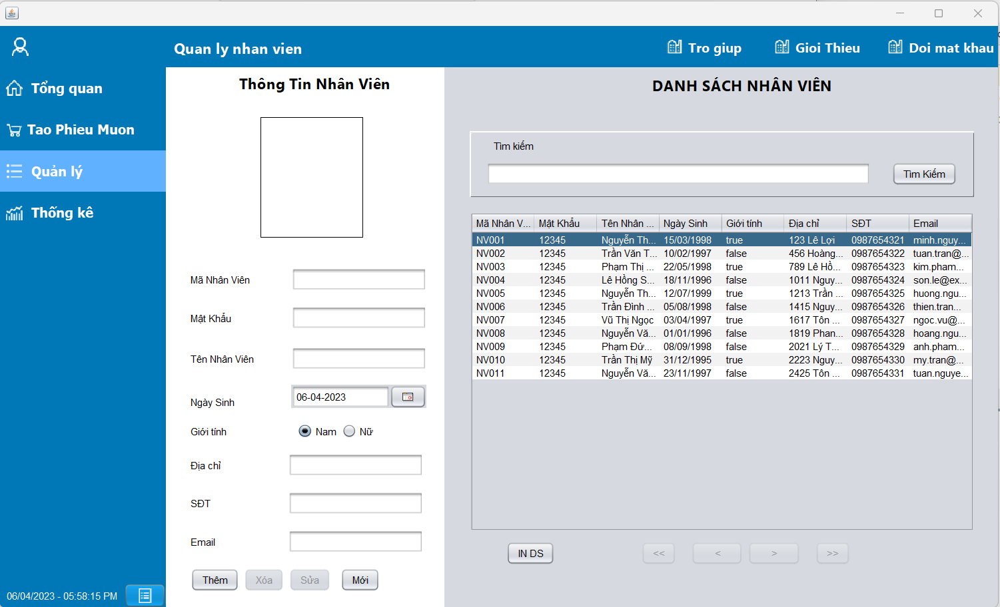 Quan ly nhan vien
Tro giup
Gioi Thieu
Doi mat khau
Tổng quan
Tao Phieu Muon
Quản lý
Thống kê
06/04/2023 - 05:58:15 PM
Thông Tin Nhân Viên
Mã Nhân Viên
Mật Khẩu
Tên Nhân Viên
Ngày Sinh 06-04-2023
Giới tính Nam Nữ
Địa chỉ
SĐT
Email
Thêm Xóa Sửa Mới
DANH SÁCH NHÂN VIÊN
Tìm kiếm
Tìm Kiếm
Mã Nhân V... Mật Khẩu Tên Nhân ... Ngày Sinh Giới tính Địa chỉ SĐT Email
NV001 12345 Nguyễn Th... 15/03/1998 true 123 Lê Lợi 0987654321 minh.nguy...
NV002 12345 Trần Văn T... 10/02/1997 false 456 Hoàng... 0987654322 tuan.tran@...
NV003 12345 Phạm Thị ... 22/05/1998 true 789 Lê Hồ... 0987654323 kim.pham...
NV004 12345 Lê Hồng S... 18/11/1996 false 1011 Nguy... 0987654324 son.le@ex...
NV005 12345 Nguyễn Th... 12/07/1999 true 1213 Trần ... 0987654325 huong.ngu...
NV006 12345 Trần Đình ... 05/08/1998 false 1415 Nguy... 0987654326 thien.tran...
NV007 12345 Vũ Thị Ngọc 03/04/1997 true 1617 Tôn ... 0987654327 ngoc.vu@...
NV008 12345 Nguyễn Vă... 01/01/1996 false 1819 Phan... 0987654328 hoang.ngu...
NV009 12345 Phạm Đứ... 08/09/1998 false 2021 Lý T... 0987654329 anh.pham...
NV010 12345 Trần Thị Mỹ 31/12/1995 true 2223 Nguy... 0987654330 my.tran@...
NV011 12345 Nguyễn Vă... 23/11/1997 false 2425 Tôn ... 0987654331 tuan.nguye...
IN DS << < > >>